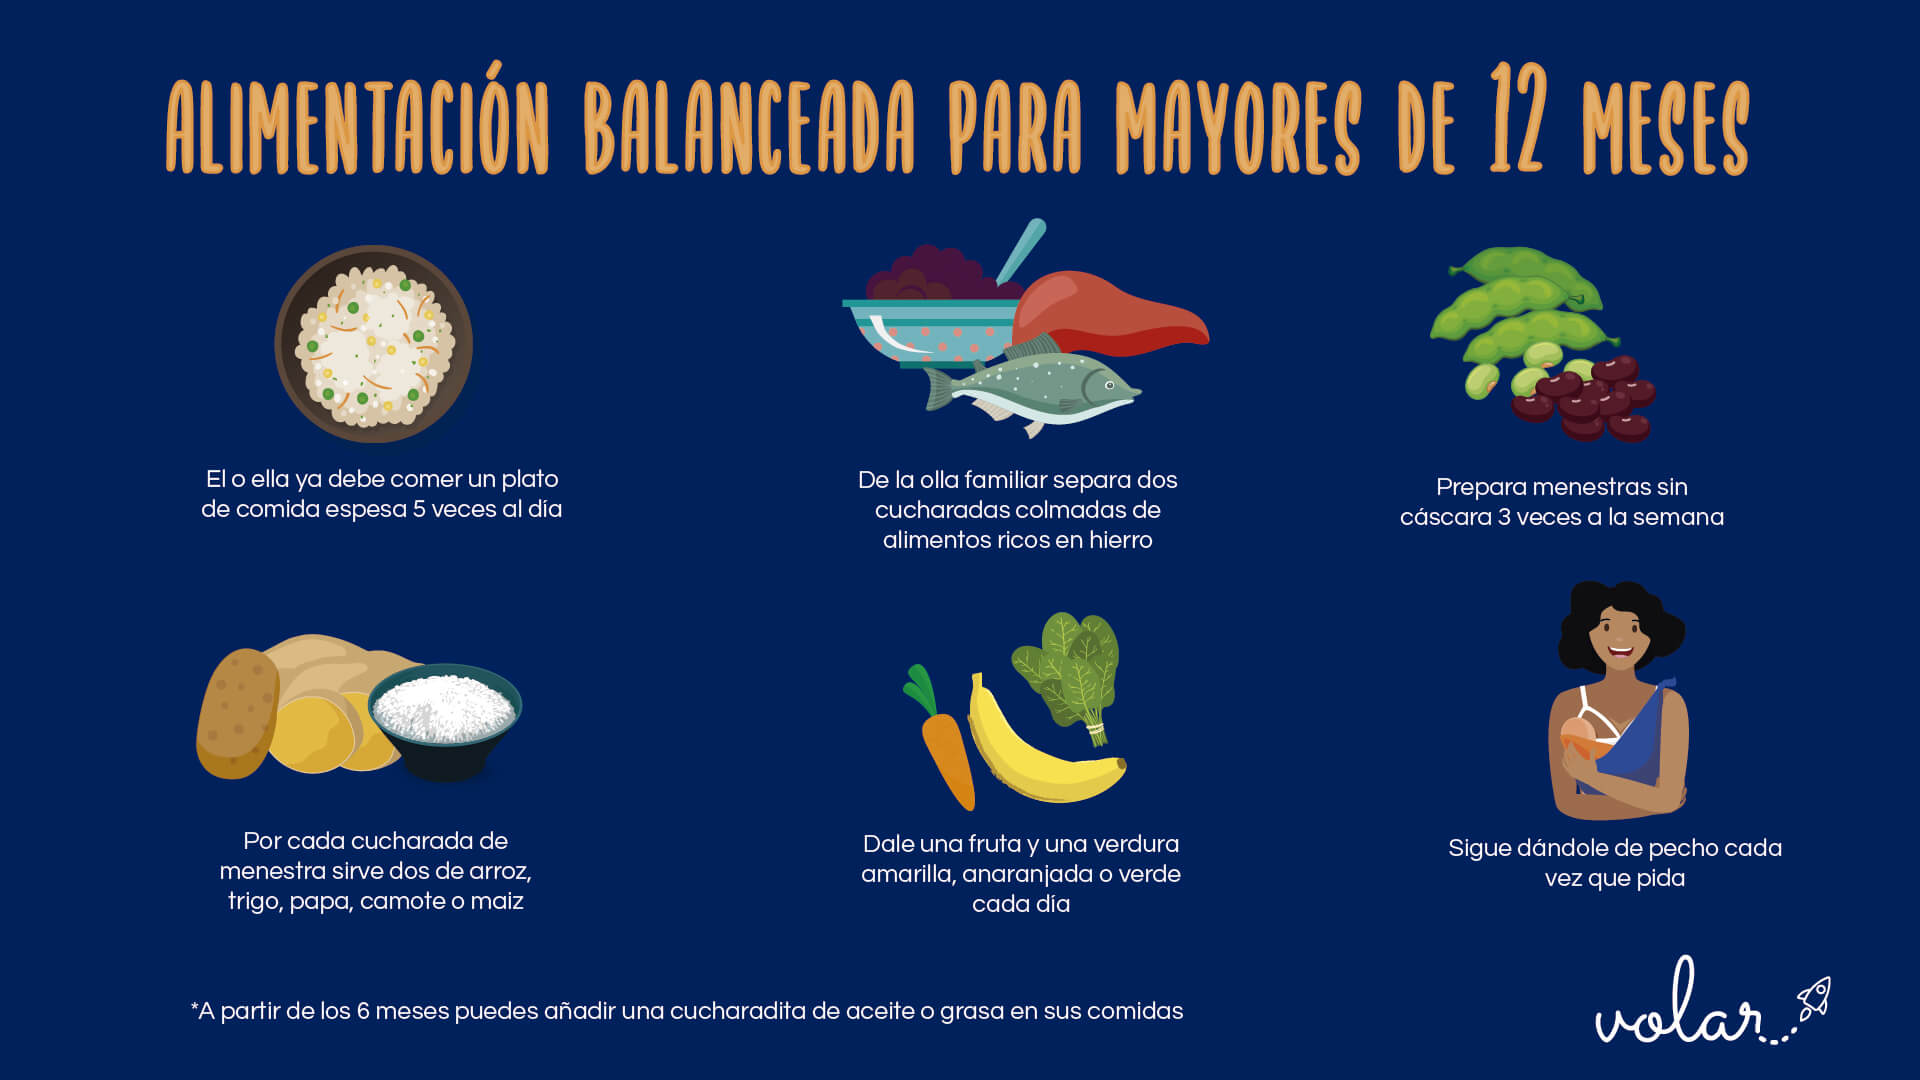 ALIMENTACIÓN BALANCEADA PARA MAYORES DE 12 MESES
El o ella ya debe comer un plato
de comida espesa 5 veces al día
De la olla familiar separa dos
cucharadas colmadas de
alimentos ricos en hierro
Prepara menestras sin
cáscara 3 veces a la semana
Por cada cucharada de
menestra sirve dos de arroz,
trigo, papa, camote o maiz
Dale una fruta y una verdura
amarilla, anaranjada o verde
cada día
Sigue dándole de pecho cada
vez que pida
*A partir de los 6 meses puedes añadir una cucharadita de aceite o grasa en sus comidas
volar